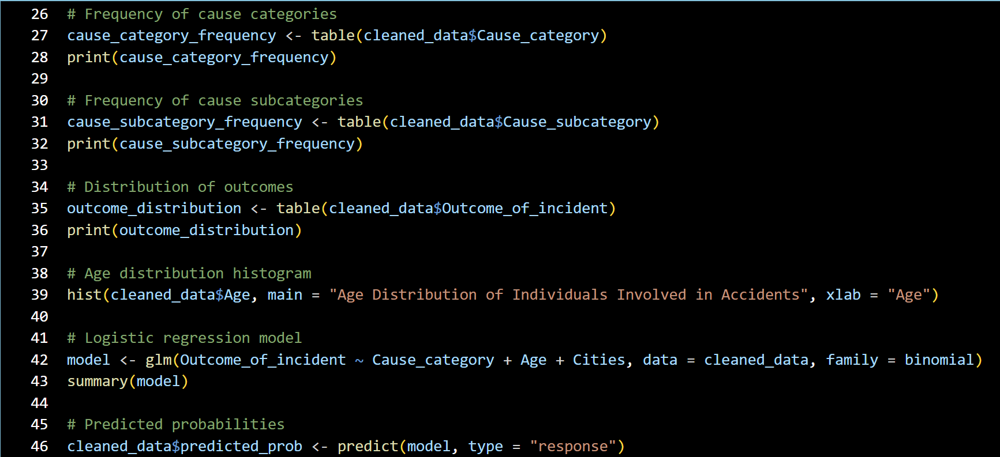 26 # Frequency of cause categories
27 cause_category_frequency <- table(cleaned_data$Cause_category)
28 print(cause_category_frequency)
29
30 # Frequency of cause subcategories
31 cause_subcategory_frequency <- table(cleaned_data$Cause_subcategory)
32 print(cause_subcategory_frequency)
33
34 # Distribution of outcomes
35 outcome_distribution <- table(cleaned_data$Outcome_of_incident)
36 print(outcome_distribution)
37
38 # Age distribution histogram
39 hist(cleaned_data$Age, main = "Age Distribution of Individuals Involved in Accidents", xlab = "Age")
40
41 # Logistic regression model
42 model <- glm(Outcome_of_incident ~ Cause_category + Age + Cities, data = cleaned_data, family = binomial)
43 summary(model)
44
45 # Predicted probabilities
46 cleaned_data$predicted_prob <- predict(model, type = "response")